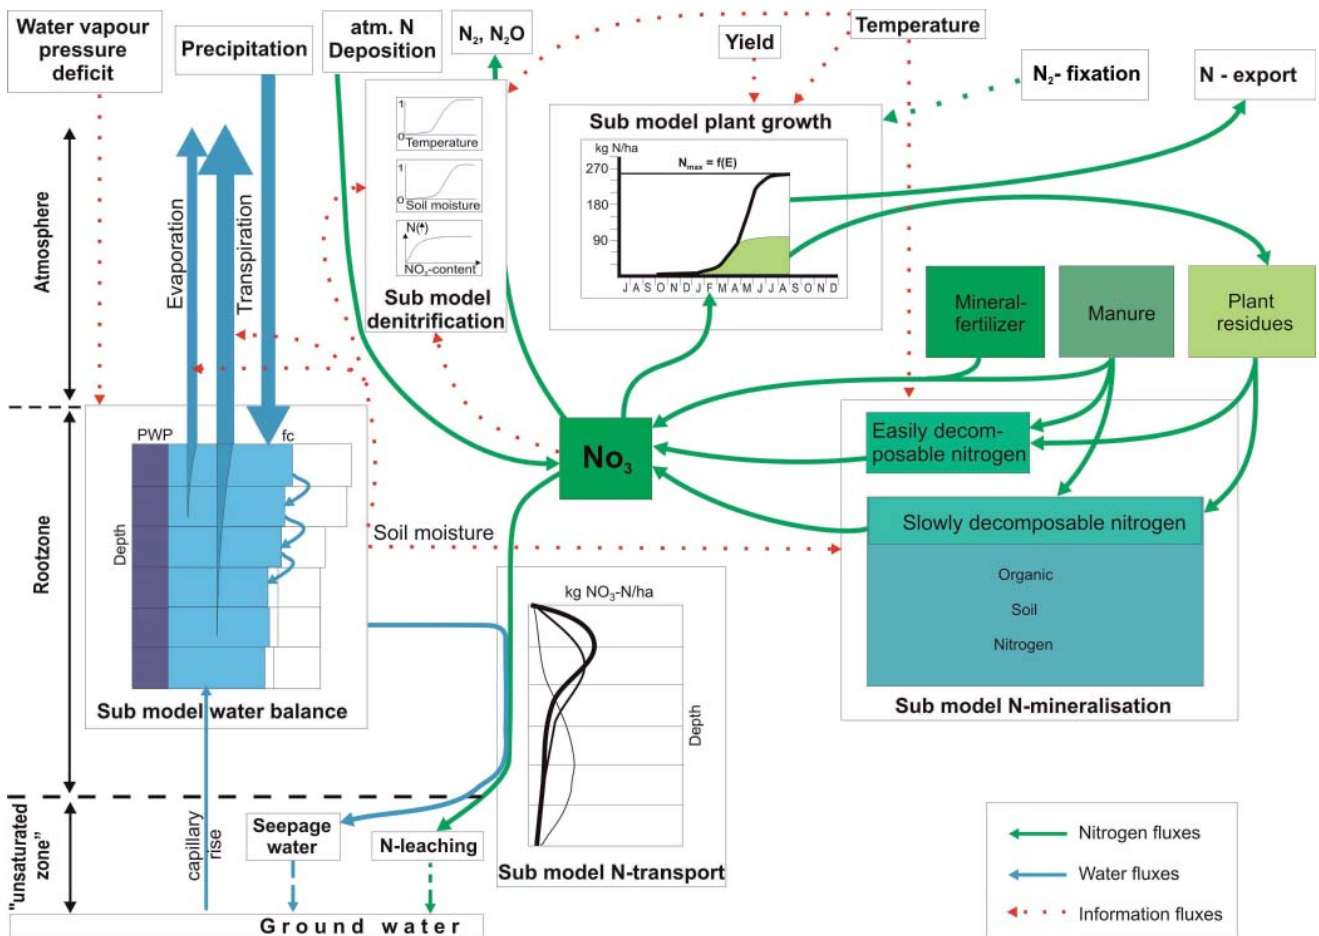 Water vapour
pressure
deficit
Precipitation
atm. N
Deposition
N₂, N₂O
Yield
Temperature
N₂- fixation
N - export
Atmosphere
Evaporation
Transpiration
1
0
Temperature
1
0
Soil moisture
N(↑)
NO₃-content
Sub model
denitrification
Sub model plant growth
kg N/ha
270
180
90
Nmax = f(E)
J A S O N D J F M A M J J A S O N D
Mineral-
fertilizer
Manure
Plant
residues
Rootzone
PWP
fc
Depth
Sub model water balance
Soil moisture
No₃
Easily decom-
posable nitrogen
Slowly decomposable nitrogen
Organic
Soil
Nitrogen
Sub model N-mineralisation
kg NO₃-N/ha
Depth
Sub model N-transport
"unsaturated
zone"
capillary
rise
Seepage
water
N-leaching
Ground water
Nitrogen fluxes
Water fluxes
Information fluxes